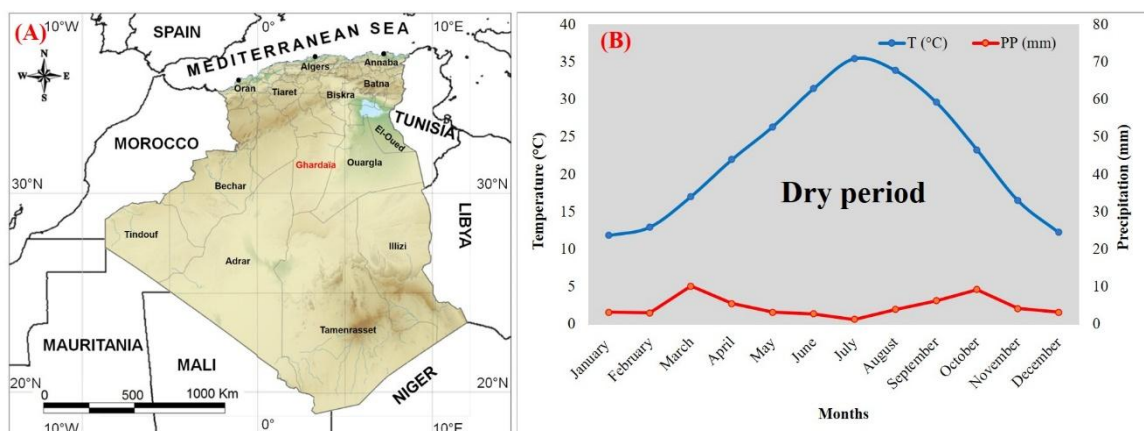 (A)
10°W
0°
10°E
SPAIN
MEDITERRANEAN SEA
N
W
E
S
Algers
Annaba
Oran
Tiaret
Batna
Biskra
TUNISIA
El-Oued
MOROCCO
Ghardaïa
Ouargla
30°N
30°N
Bechar
LIBYA
Tindouf
Adrar
Illizi
Tamenrasset
MAURITANIA
MALI
NIGER
20°N
20°N
0
500
1000 Km
10°W
0°
10°E
(B)
T (°C)
PP (mm)
Temperature (°C)
40
35
30
25
20
15
10
5
0
Dry period
80
70
60
50
40
30
20
10
0
Precipitation (mm)
January
February
March
April
May
June
July
August
September
October
November
December
Months